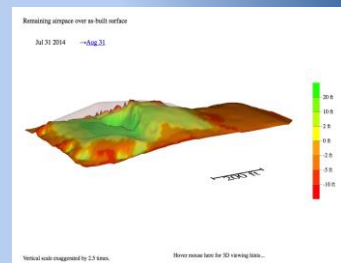 Remaining airspace over as-built surface
Jul 31 2014 →Aug 31
20 ft
10 ft
2 ft
0 ft
-2 ft
-5 ft
-10 ft
200 ft
Vertical scale exaggerated by 2.5 times.
Hover mouse here for 3D viewing hints...